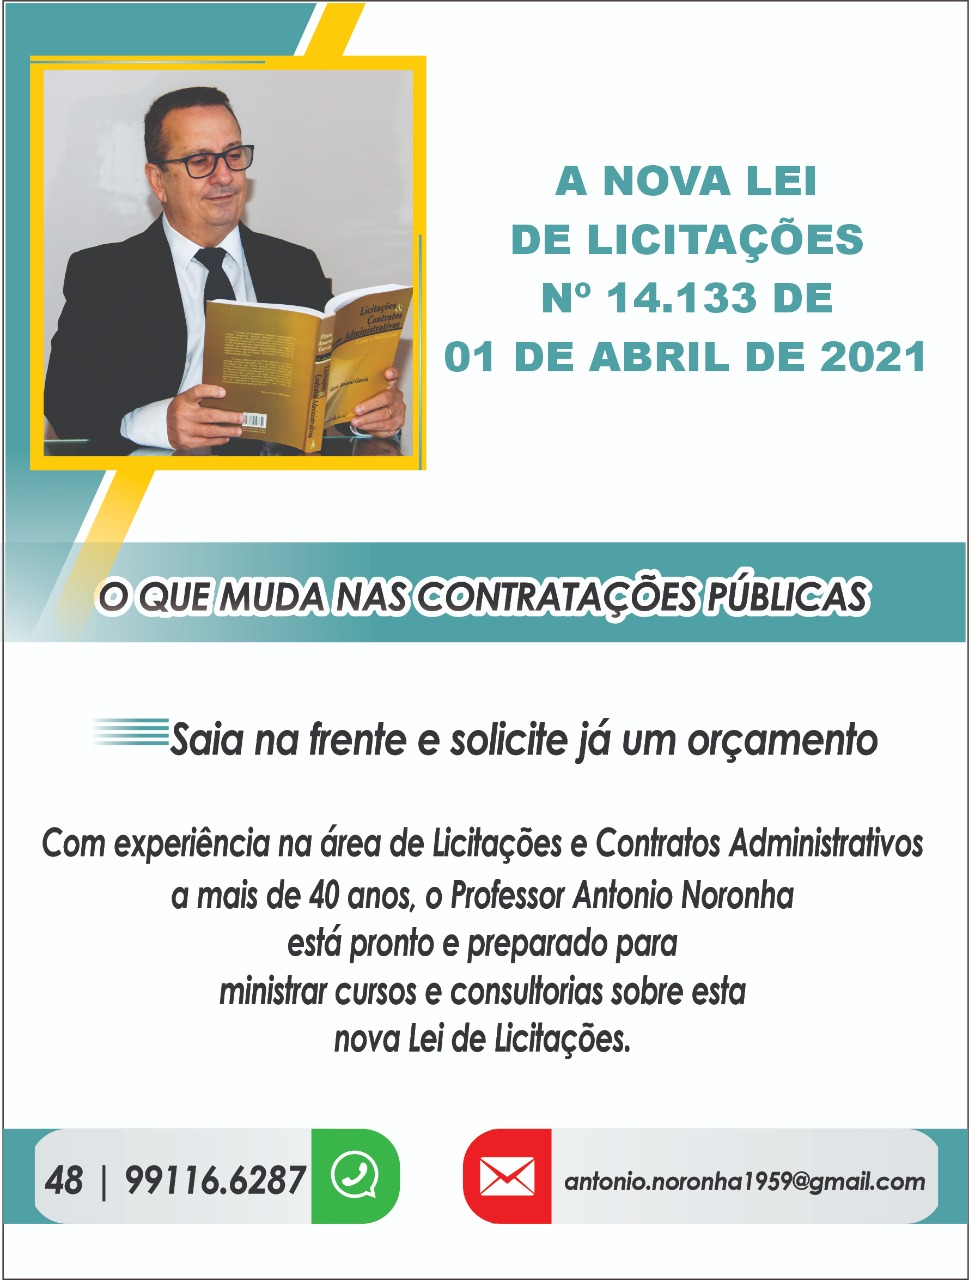 A NOVA LEI
DE LICITAÇÕES
Nº 14.133 DE
01 DE ABRIL DE 2021
Licitações &
Contratos
Administrativos
O QUE MUDA NAS CONTRATAÇÕES PÚBLICAS
Saia na frente e solicite já um orçamento
Com experiência na área de Licitações e Contratos Administrativos
a mais de 40 anos, o Professor Antonio Noronha
está pronto e preparado para
ministrar cursos e consultorias sobre esta
nova Lei de Licitações.
48 | 99116.6287
antonio.noronha1959@gmail.com